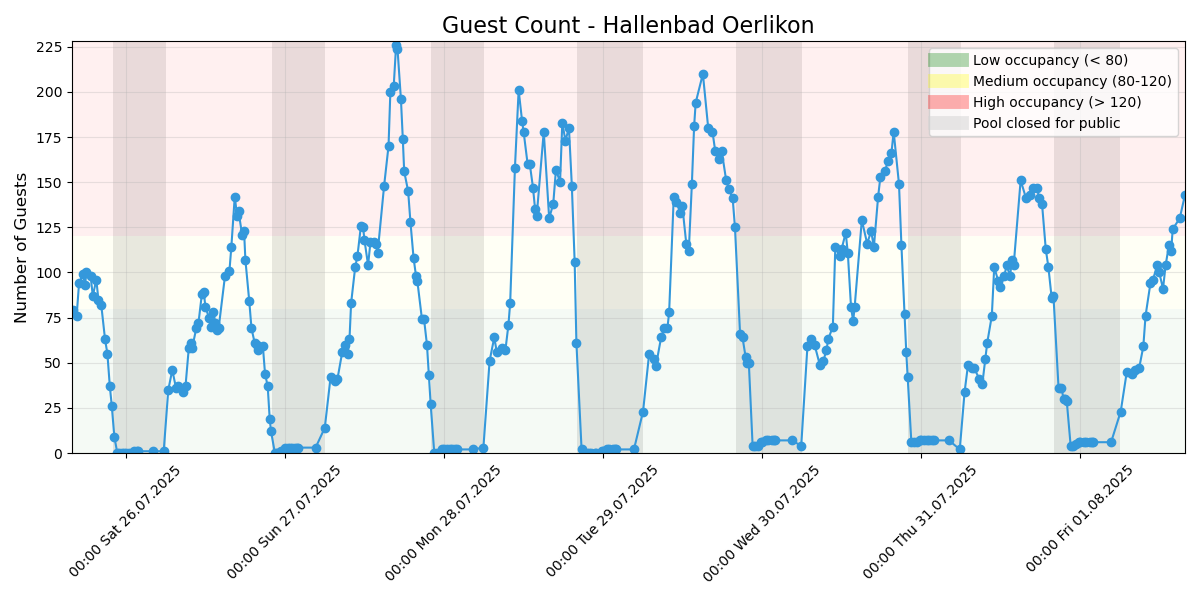 Guest Count - Hallenbad Oerlikon
Number of Guests
225
200
175
150
125
100
75
50
25
0
Low occupancy (< 80)
Medium occupancy (80-120)
High occupancy (> 120)
Pool closed for public
00:00 Sat 26.07.2025
00:00 Sun 27.07.2025
00:00 Mon 28.07.2025
00:00 Tue 29.07.2025
00:00 Wed 30.07.2025
00:00 Thu 31.07.2025
00:00 Fri 01.08.2025